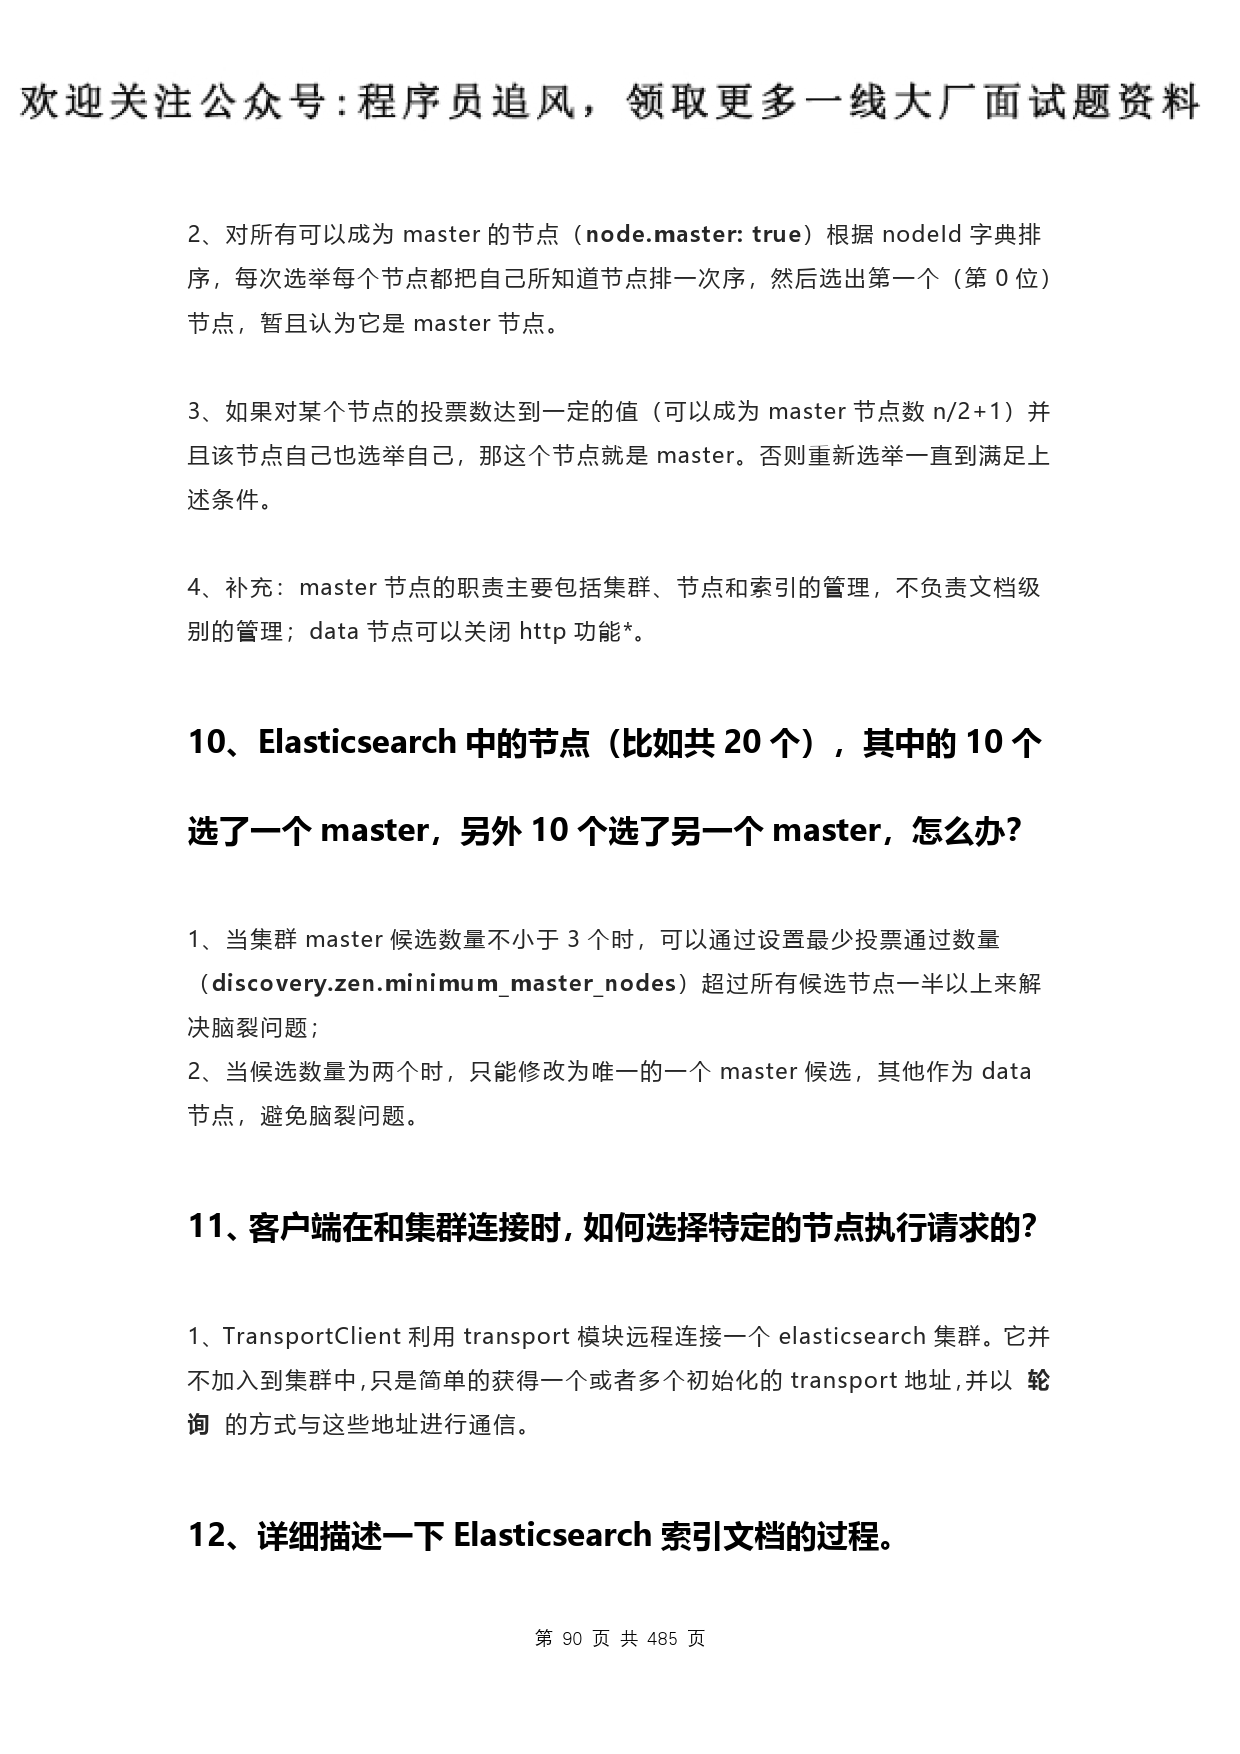 欢迎关注公众号:程序员追风，领取更多一线大厂面试题资料
2、对所有可以成为 master 的节点（node.master: true）根据 nodeId 字典排
序，每次选举每个节点都把自己所知道节点排一次序，然后选出第一个（第 0 位）
节点，暂且认为它是 master 节点。
3、如果对某个节点的投票数达到一定的值（可以成为 master 节点数 n/2+1）并
且该节点自己也选举自己，那这个节点就是 master。否则重新选举一直到满足上
述条件。
4、补充：master 节点的职责主要包括集群、节点和索引的管理，不负责文档级
别的管理；data 节点可以关闭 http 功能*。
10、Elasticsearch 中的节点（比如共 20 个），其中的 10 个
选了一个 master，另外 10 个选了另一个 master，怎么办？
1、当集群 master 候选数量不小于 3 个时，可以通过设置最少投票通过数量
（discovery.zen.minimum_master_nodes）超过所有候选节点一半以上来解
决脑裂问题；
2、当候选数量为两个时，只能修改为唯一的一个 master 候选，其他作为 data
节点，避免脑裂问题。
11、客户端在和集群连接时，如何选择特定的节点执行请求的？
1、TransportClient 利用 transport 模块远程连接一个 elasticsearch 集群。它并
不加入到集群中，只是简单的获得一个或者多个初始化的 transport 地址，并以 轮
询 的方式与这些地址进行通信。
12、详细描述一下 Elasticsearch 索引文档的过程。
第 90 页 共 485 页